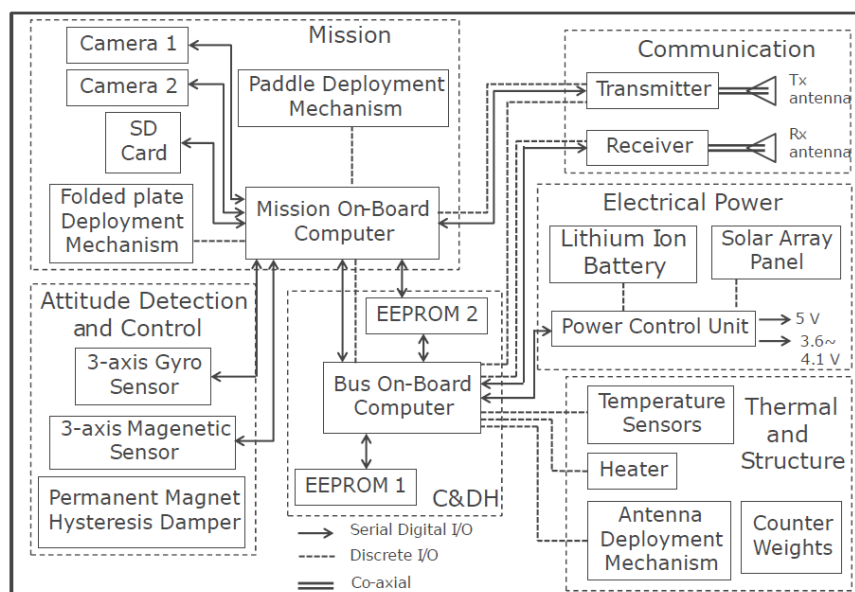 Mission
Camera 1
Camera 2
SD
Card
Paddle Deployment
Mechanism
Folded plate
Deployment
Mechanism
Mission On-Board
Computer
Communication
Transmitter
Tx
antenna
Receiver
Rx
antenna
Electrical Power
Lithium Ion
Battery
Solar Array
Panel
Power Control Unit
5 V
3.6~
4.1 V
Attitude Detection
and Control
3-axis Gyro
Sensor
3-axis Magenetic
Sensor
Permanent Magnet
Hysteresis Damper
EEPROM 2
Bus On-Board
Computer
EEPROM 1
C&DH
Temperature
Sensors
Thermal
and
Structure
Heater
Antenna
Deployment
Mechanism
Counter
Weights
Serial Digital I/O
Discrete I/O
Co-axial